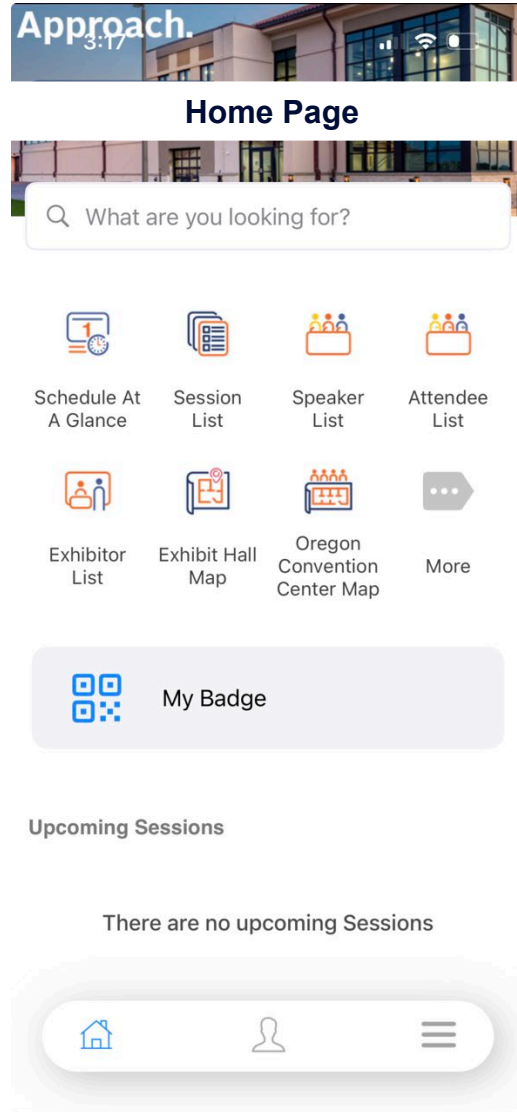 Approach.
3:17
Home Page
What are you looking for?
Schedule At
A Glance
Session
List
Speaker
List
Attendee
List
Exhibitor
List
Exhibit Hall
Map
Oregon
Convention
Center Map
More
My Badge
Upcoming Sessions
There are no upcoming Sessions